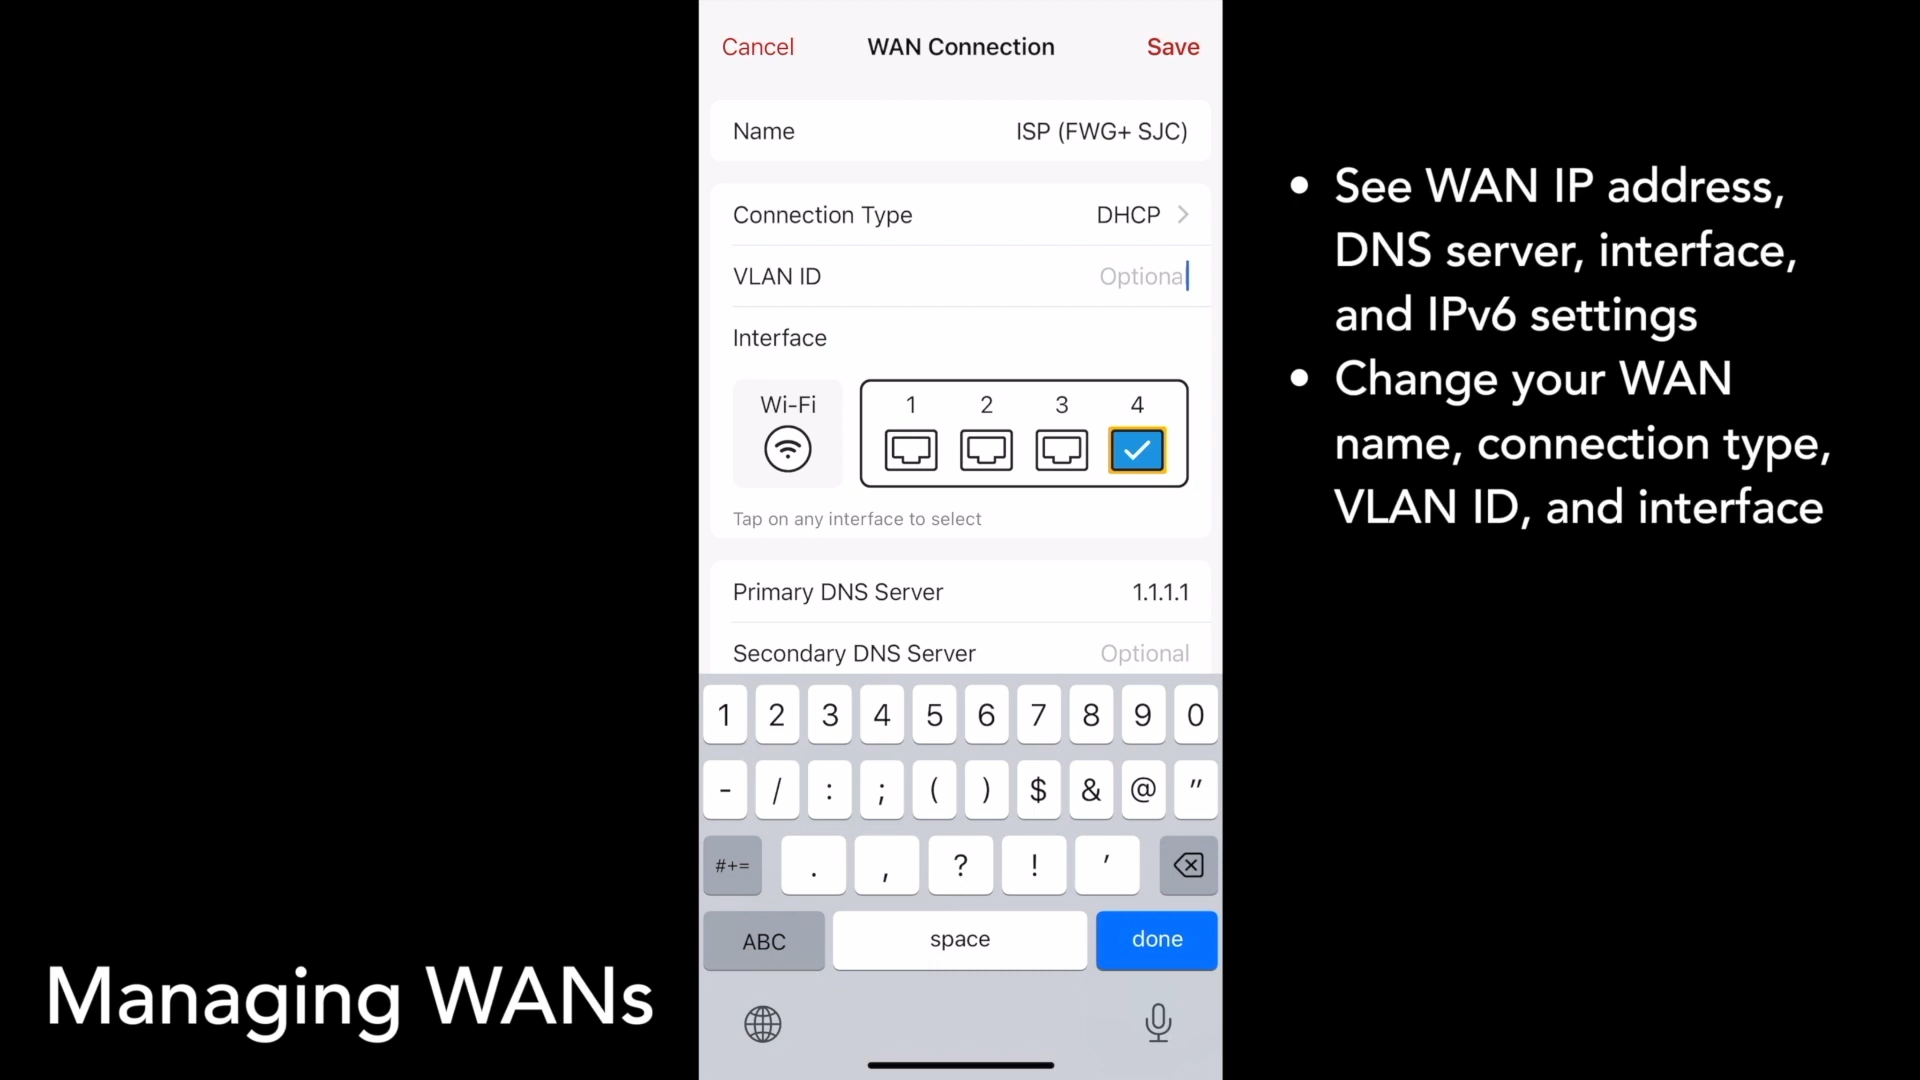 Cancel WAN Connection Save
Name ISP (FWG+ SJC)
Connection Type DHCP
VLAN ID Optional
Interface
Wi-Fi 1 2 3 4
Tap on any interface to select
Primary DNS Server 1.1.1.1
Secondary DNS Server Optional
1 2 3 4 5 6 7 8 9 0
- / : ; ( ) $ & @ "
#+= . , ? ! '
ABC space done
• See WAN IP address,
DNS server, interface,
and IPv6 settings
• Change your WAN
name, connection type,
VLAN ID, and interface
Managing WANs